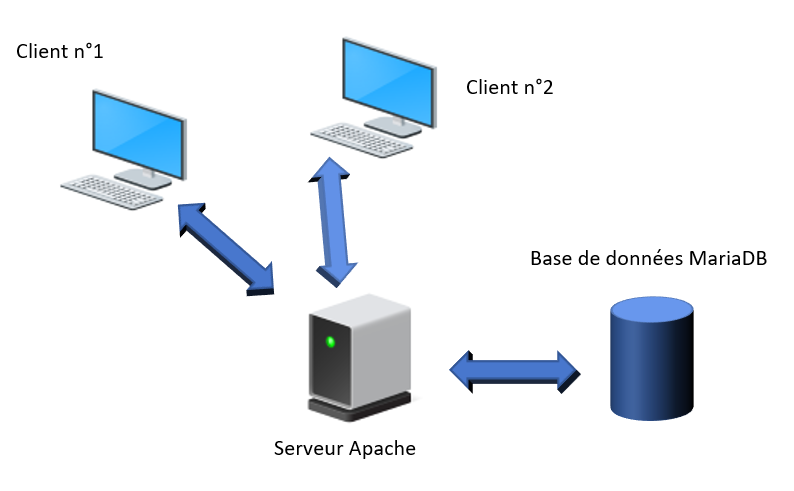 Client n°1
Client n°2
Base de données MariaDB
Serveur Apache